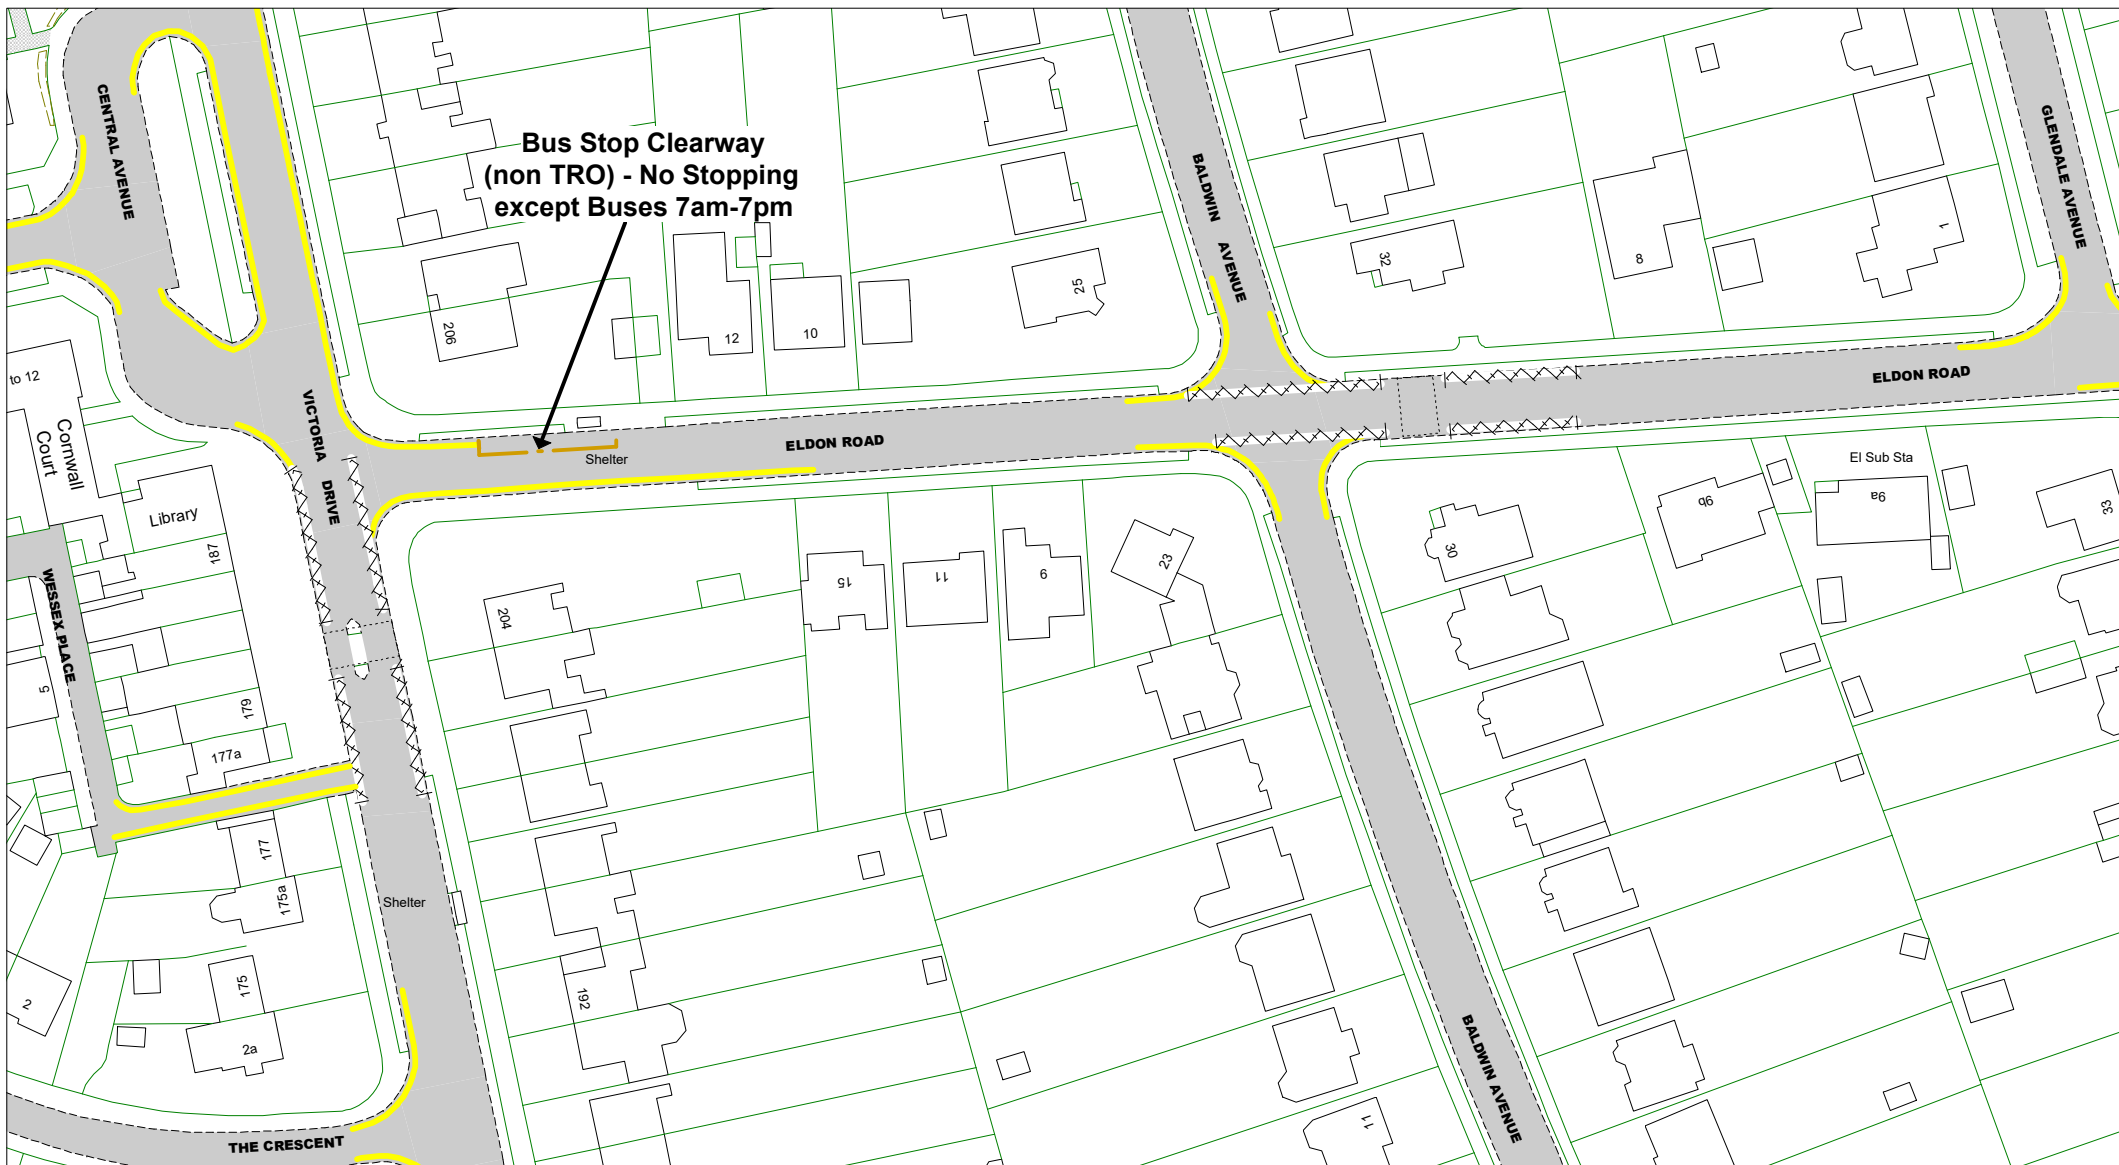 CENTRAL AVENUE
Bus Stop Clearway
(non TRO) - No Stopping
except Buses 7am-7pm
BALDWIN AVENUE
GLENDALE AVENUE
1
8
32
25
206
12
10
to 12
Cornwall
Court
VICTORIA DRIVE
ELDON ROAD
ELDON ROAD
Shelter
El Sub Sta
Library
187
9b
9a
33
30
23
9
11
15
204
WESSEX PLACE
5
179
177a
177
175a
Shelter
175
192
2
2a
BALDWIN AVENUE
11
THE CRESCENT